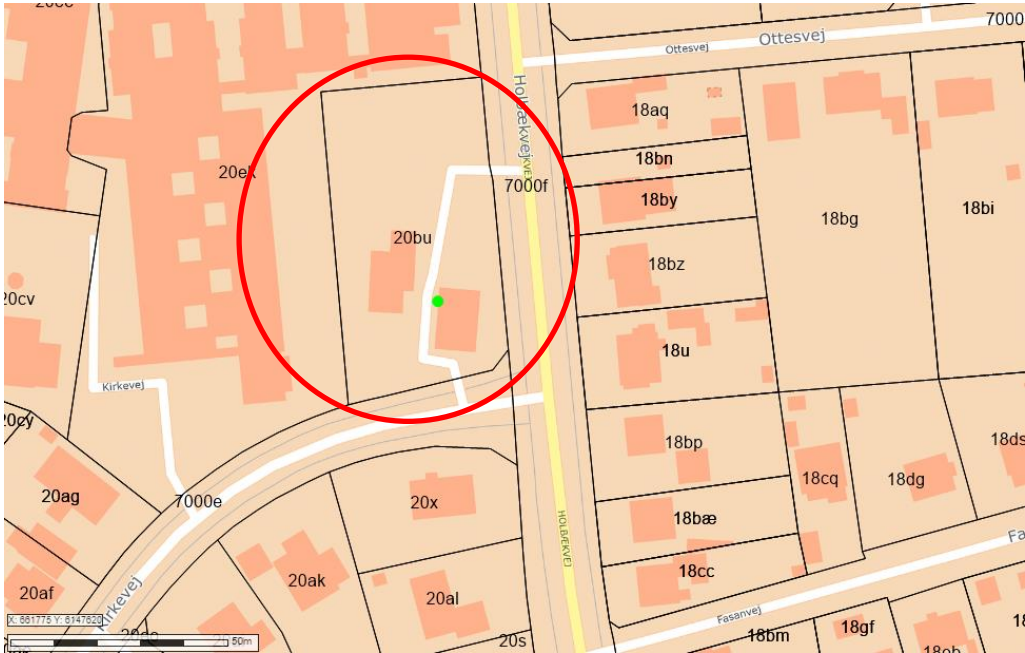 7000
Ottesvej
Ottesvej
Holbækvej
18aq
18bn
20ek
7000f
18by
18bi
18bg
20bu
18bz
20cv
18u
Kirkevej
20cy
18bp
18ds
20ag
7000e
20x
18cq
18dg
18bæ
HOLBÆKVEJ
Fa
18cc
20ak
20af
Kirkevej
20al
Fasanvej
X: 661775 Y: 6147620
50m
20s
18bm
18gf